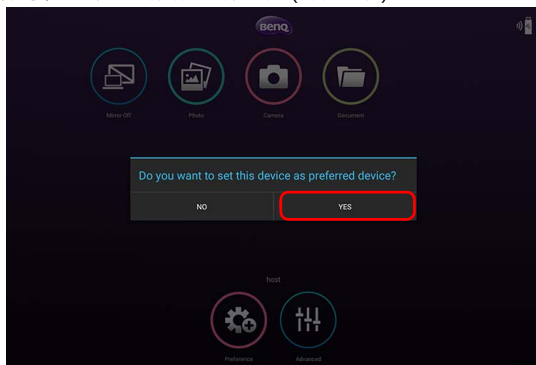 BenQ
Mirror Off
Photo
Camera
Document
Do you want to set this device as preferred device?
NO
YES
host
Preference
Advanced